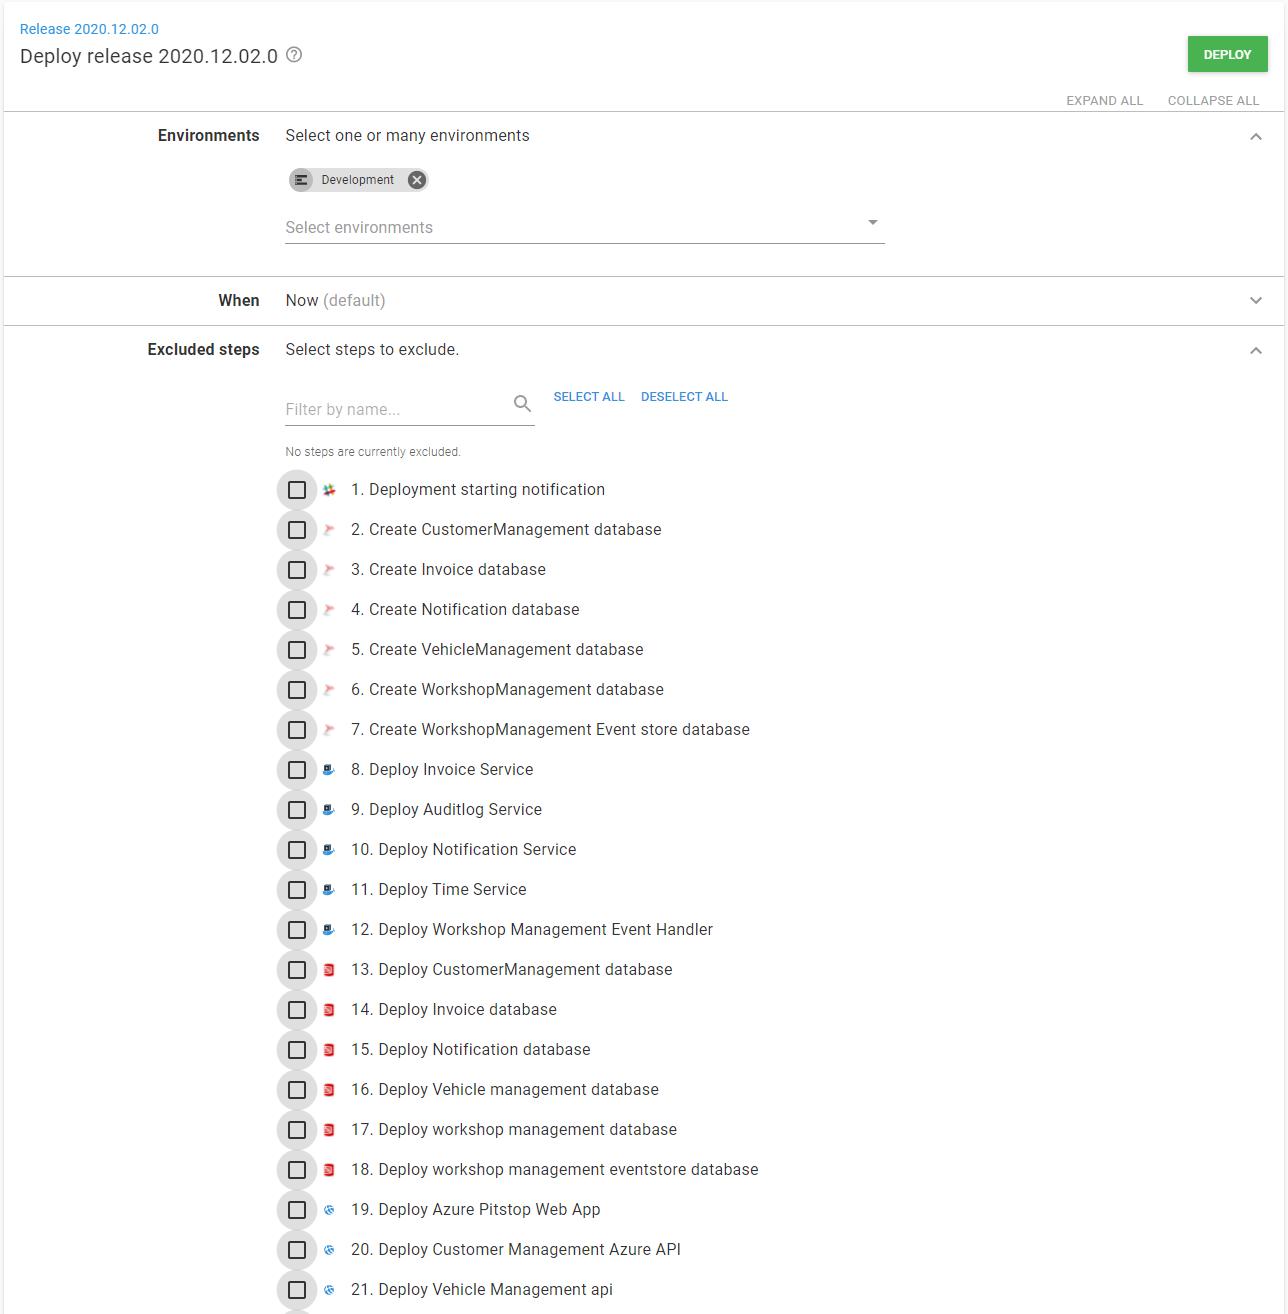 Release 2020.12.02.0
Deploy release 2020.12.02.0
DEPLOY
EXPAND ALL COLLAPSE ALL
Environments Select one or many environments
Development
Select environments
When Now (default)
Excluded steps Select steps to exclude.
Filter by name... SELECT ALL DESELECT ALL
No steps are currently excluded.
1. Deployment starting notification
2. Create CustomerManagement database
3. Create Invoice database
4. Create Notification database
5. Create VehicleManagement database
6. Create WorkshopManagement database
7. Create WorkshopManagement Event store database
8. Deploy Invoice Service
9. Deploy Auditlog Service
10. Deploy Notification Service
11. Deploy Time Service
12. Deploy Workshop Management Event Handler
13. Deploy CustomerManagement database
14. Deploy Invoice database
15. Deploy Notification database
16. Deploy Vehicle management database
17. Deploy workshop management database
18. Deploy workshop management eventstore database
19. Deploy Azure Pitstop Web App
20. Deploy Customer Management Azure API
21. Deploy Vehicle Management api